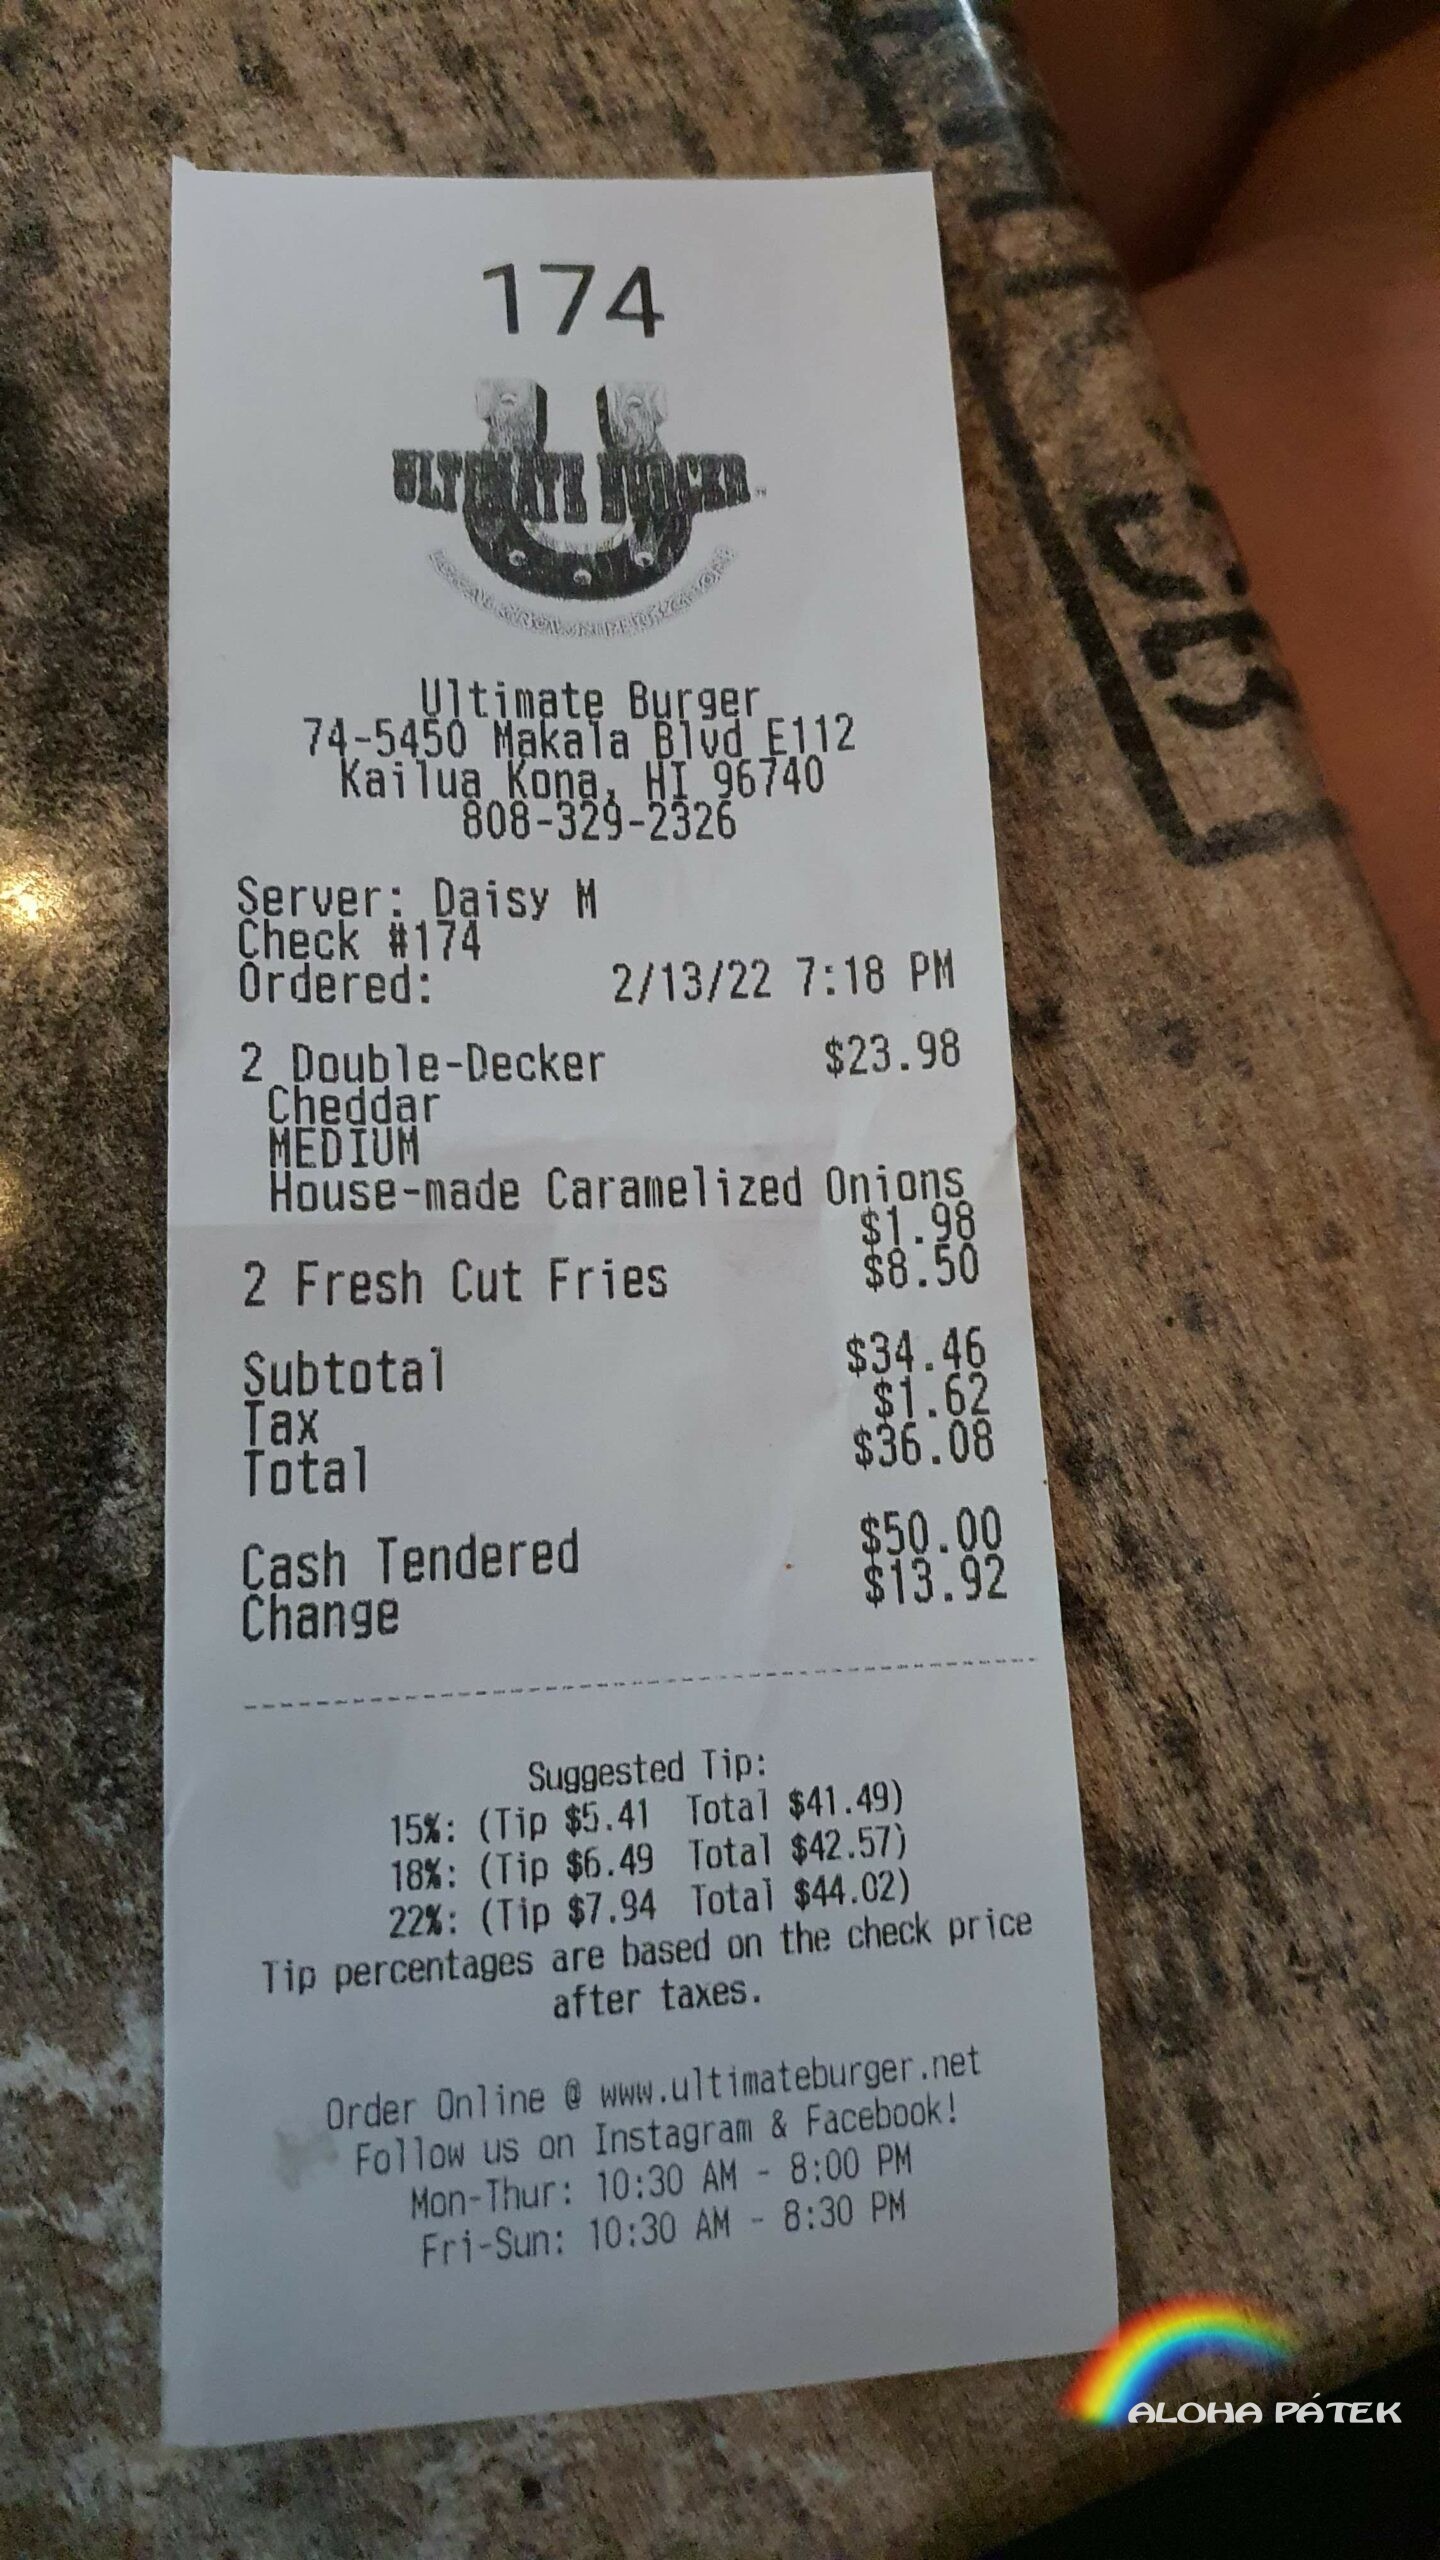 174
ULTIMATE BURGER
Ultimate Burger
74-5450 Makala Blvd E112
Kailua Kona, HI 96740
808-329-2326
Server: Daisy M
Check #174
Ordered: 2/13/22 7:18 PM
2 Double-Decker $23.98
Cheddar
MEDIUM
House-made Caramelized Onions
$1.98
2 Fresh Cut Fries $8.50
Subtotal $34.46
Tax $1.62
Total $36.08
Cash Tendered $50.00
Change $13.92
Suggested Tip:
15%: (Tip $5.41 Total $41.49)
18%: (Tip $6.49 Total $42.57)
22%: (Tip $7.94 Total $44.02)
Tip percentages are based on the check price
after taxes.
Order Online @ www.ultimateburger.net
Follow us on Instagram & Facebook!
Mon-Thur: 10:30 AM - 8:00 PM
Fri-Sun: 10:30 AM - 8:30 PM
ALOHA PÁTEK